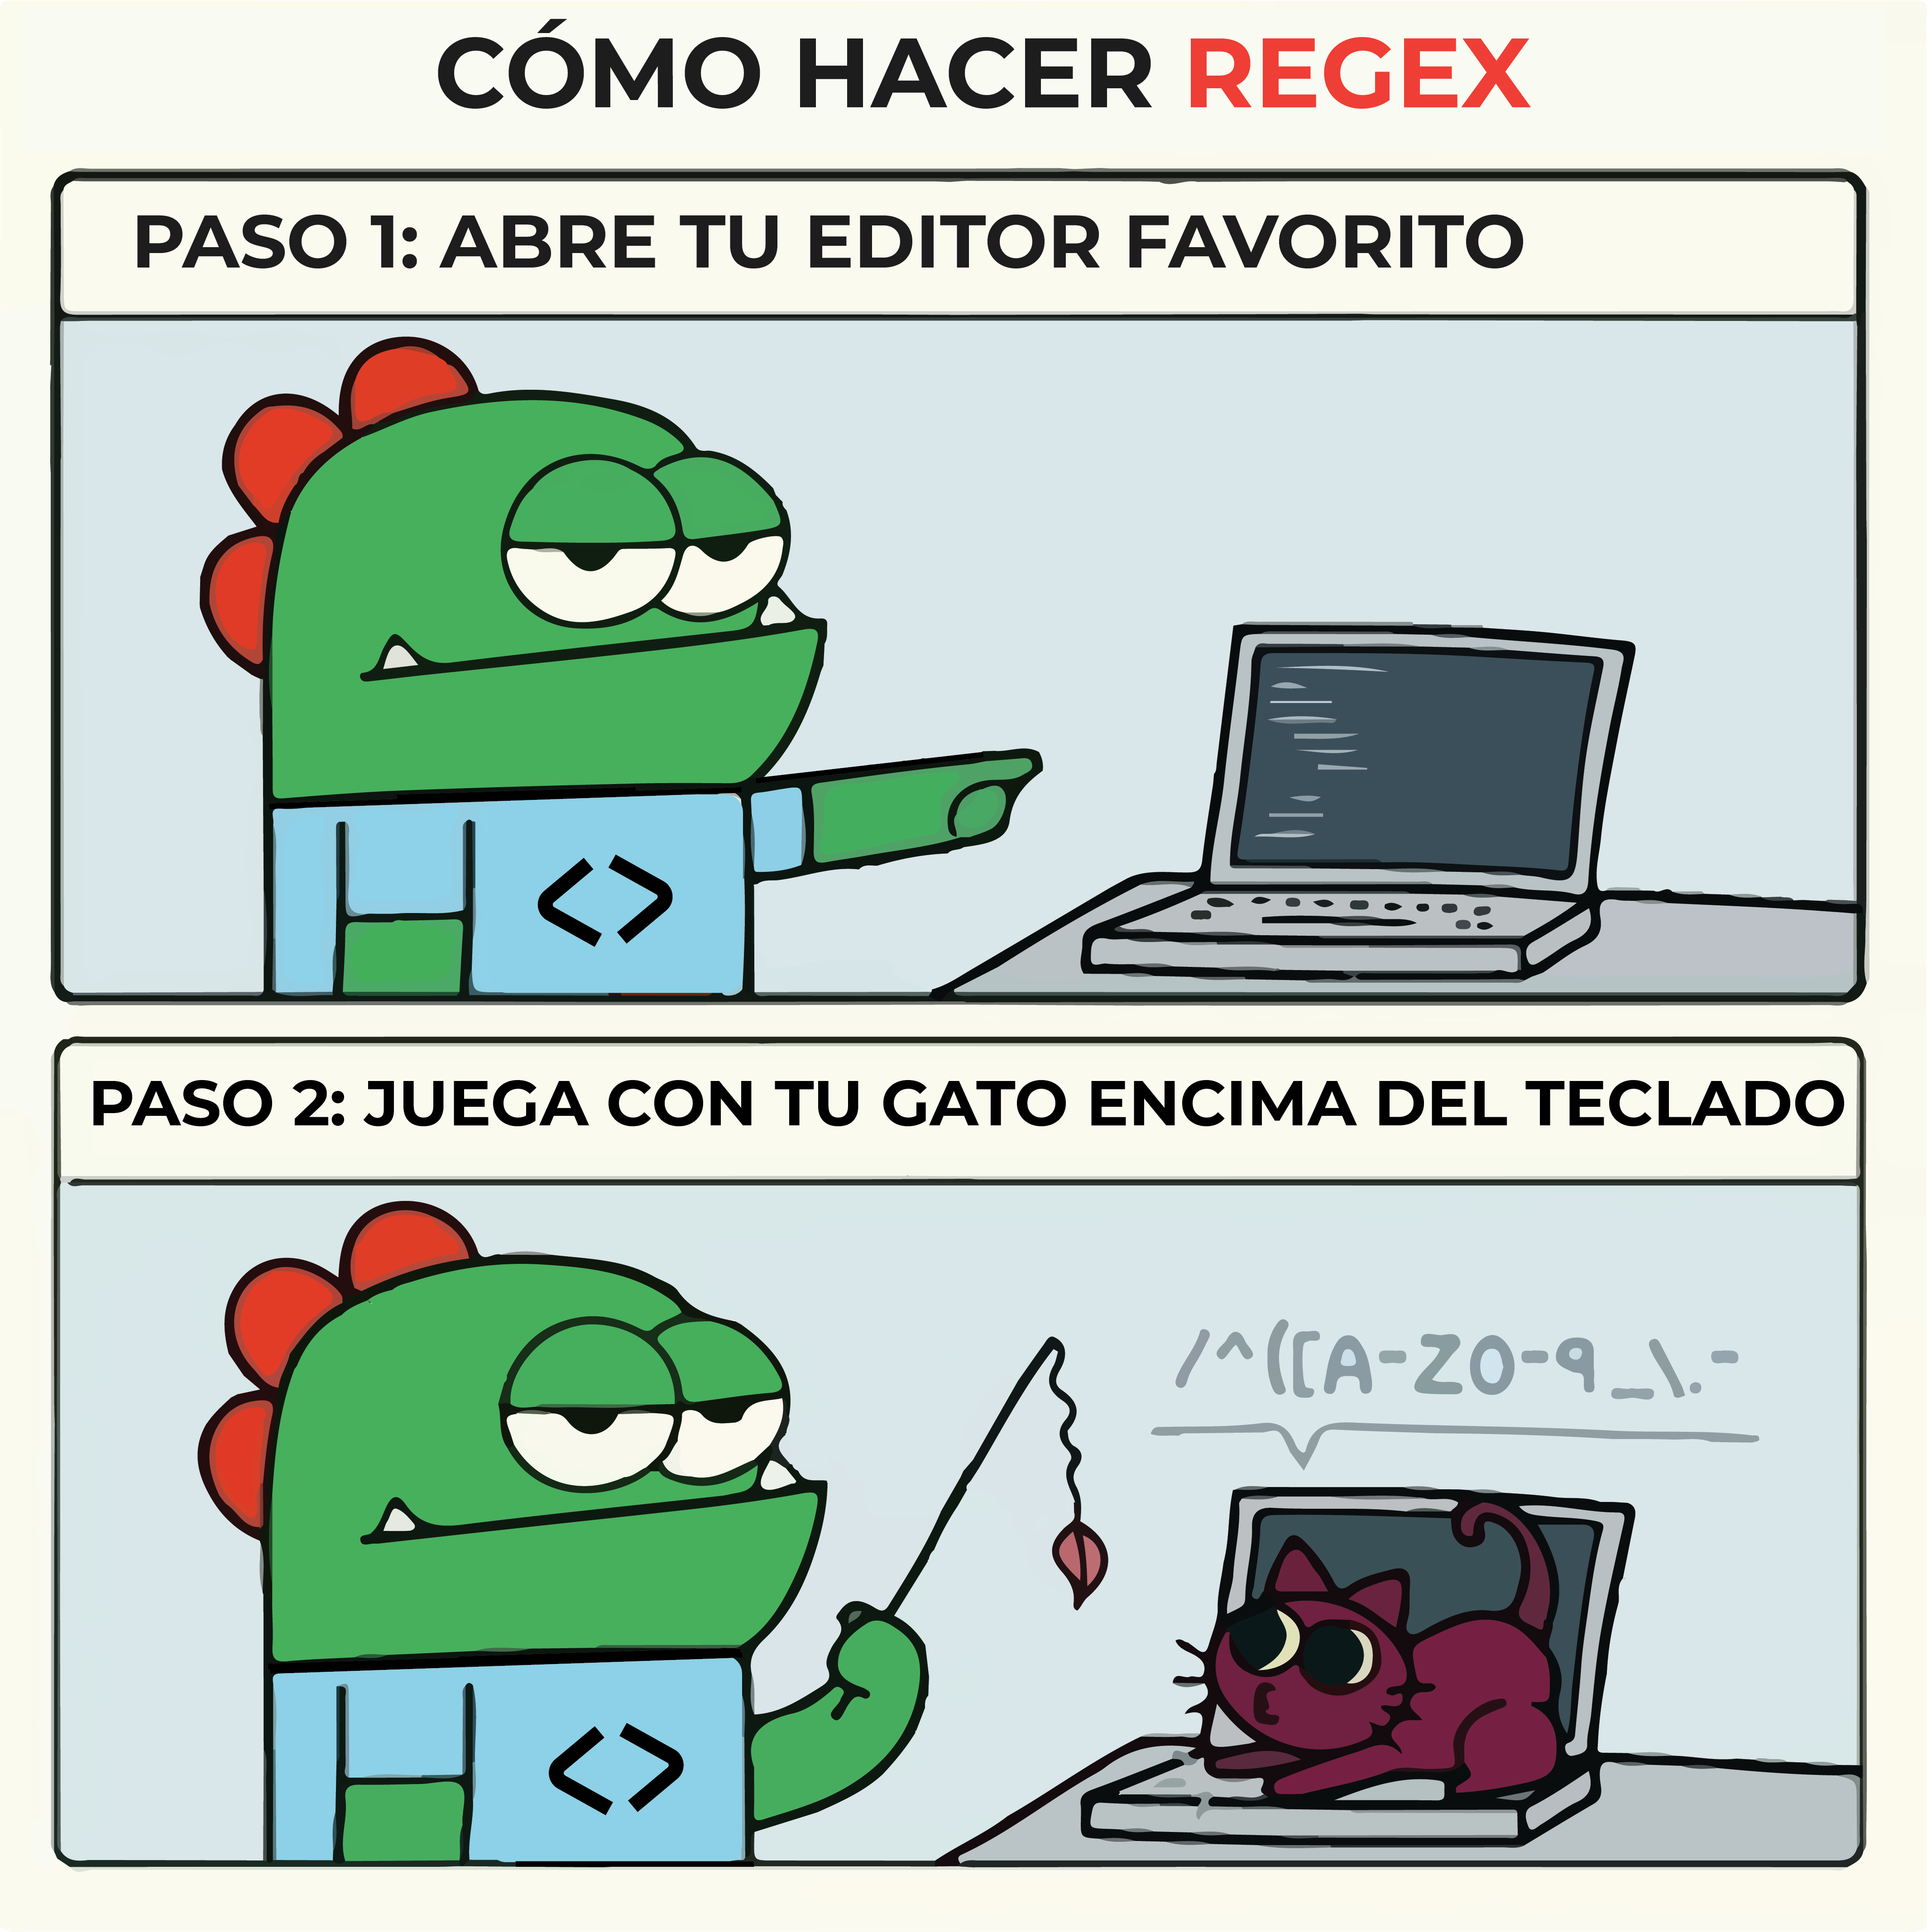 CÓMO HACER REGEX
PASO 1: ABRE TU EDITOR FAVORITO
<>
PASO 2: JUEGA CON TU GATO ENCIMA DEL TECLADO
/^([A-Z0-9_\.-
<>